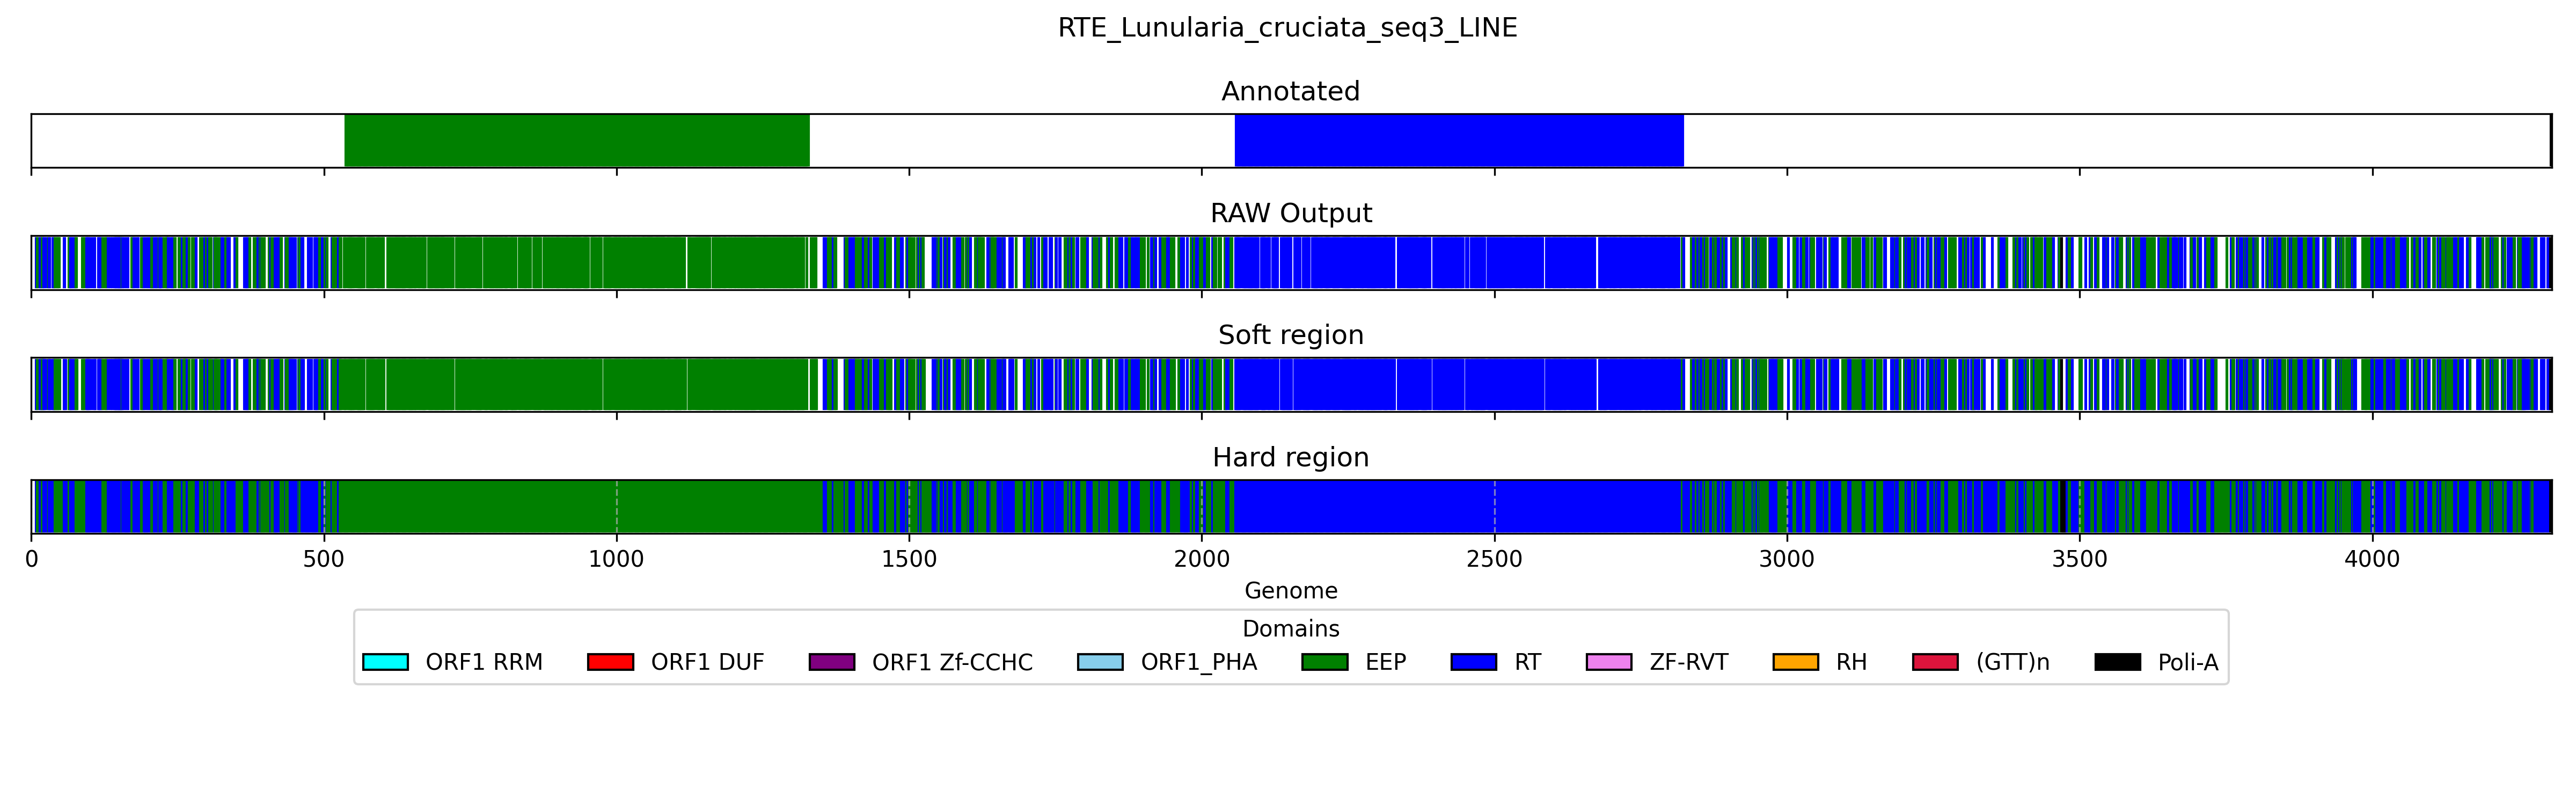 RTE_Lunularia_cruciata_seq3_LINE
Annotated
RAW Output
Soft region
Hard region
0 500 1000 1500 2000 2500 3000 3500 4000
Genome
Domains
ORF1 RRM ORF1 DUF ORF1 Zf-CCHC ORF1_PHA EEP RT ZF-RVT RH (GTT)n Poli-A